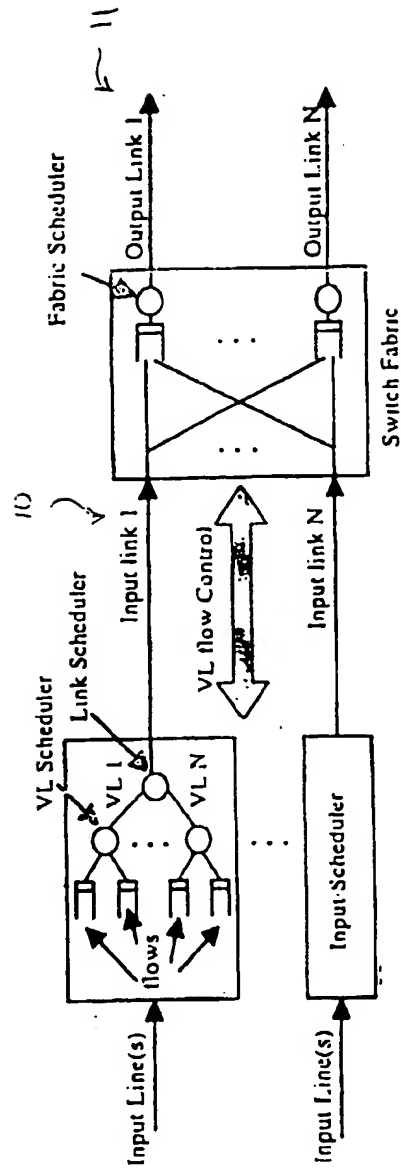 Input Line(s)
flows
VL Scheduler
Link Scheduler
VL 1
VL N
. . .
. . . .
Input Line(s)
Input Scheduler
10
Input link 1
VL flow Control
Input link N
Fabric Scheduler
. . .
. . .
Switch Fabric
Output Link 1
Output Link N
11